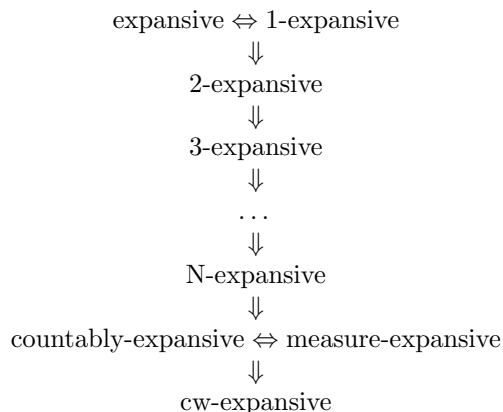 expansive ⇔ 1-expansive
⇓
2-expansive
⇓
3-expansive
⇓
...
⇓
N-expansive
⇓
countably-expansive ⇔ measure-expansive
⇓
cw-expansive